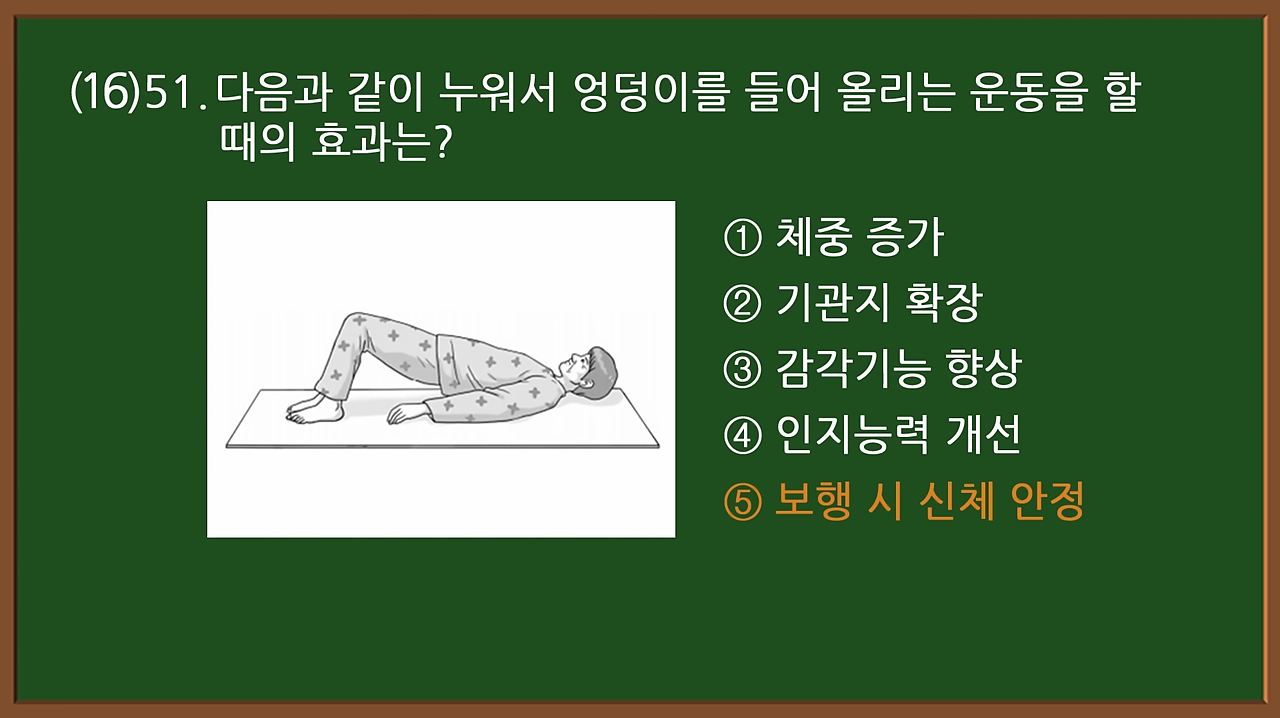 (16)51. 다음과 같이 누워서 엉덩이를 들어 올리는 운동을 할
때의 효과는?
① 체중 증가
② 기관지 확장
③ 감각기능 향상
④ 인지능력 개선
⑤ 보행 시 신체 안정